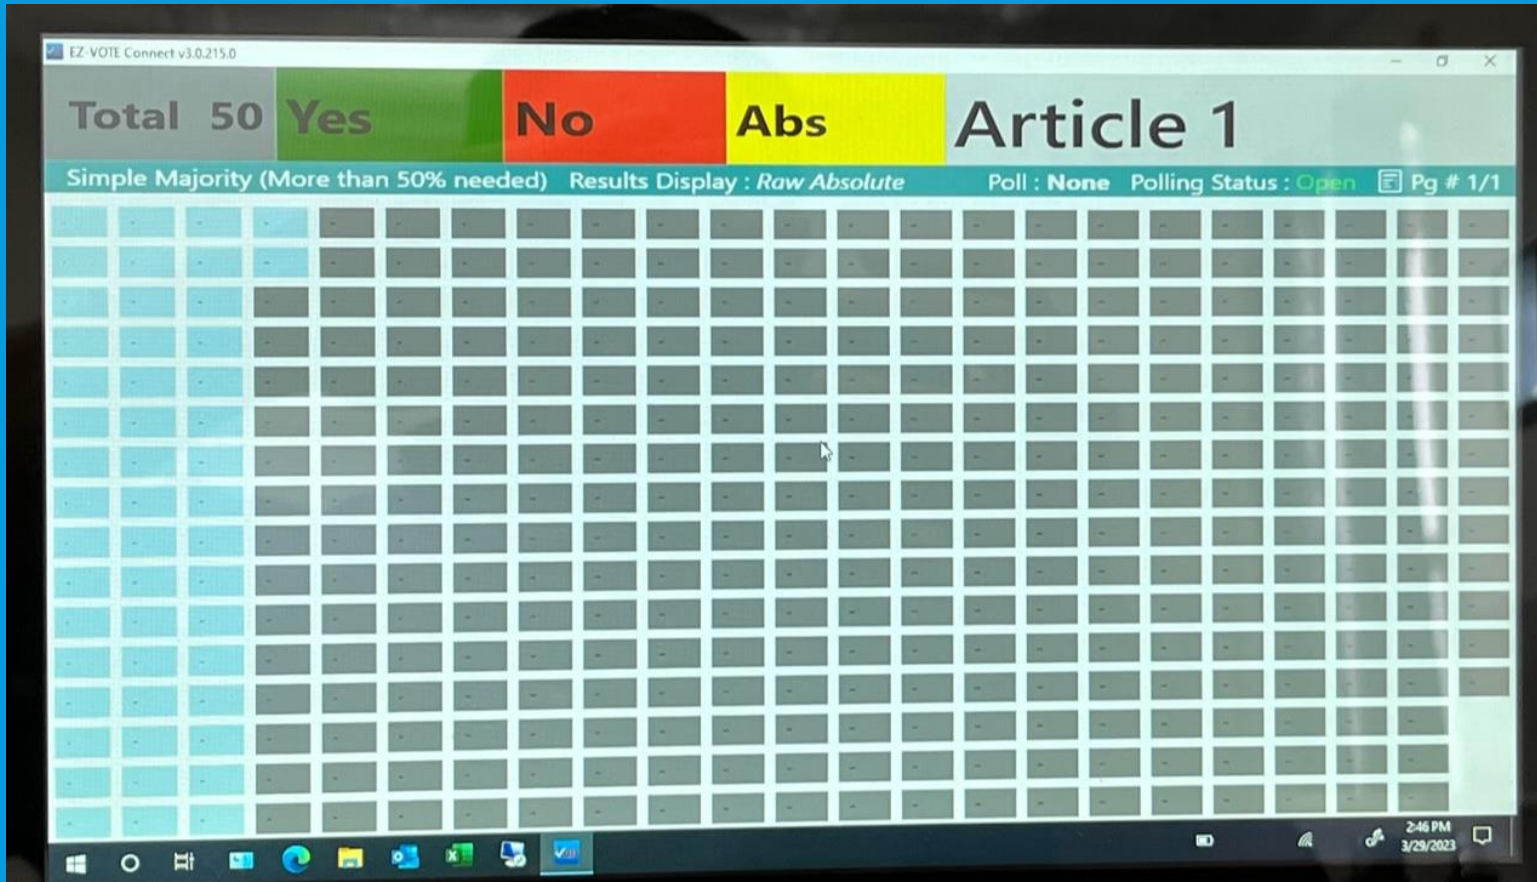 EZ-VOTE Connect v3.0.215.0
Total 50 Yes No Abs Article 1
Simple Majority (More than 50% needed) Results Display : Raw Absolute Poll : None Polling Status : Open Pg # 1/1
2:46 PM
3/29/2023